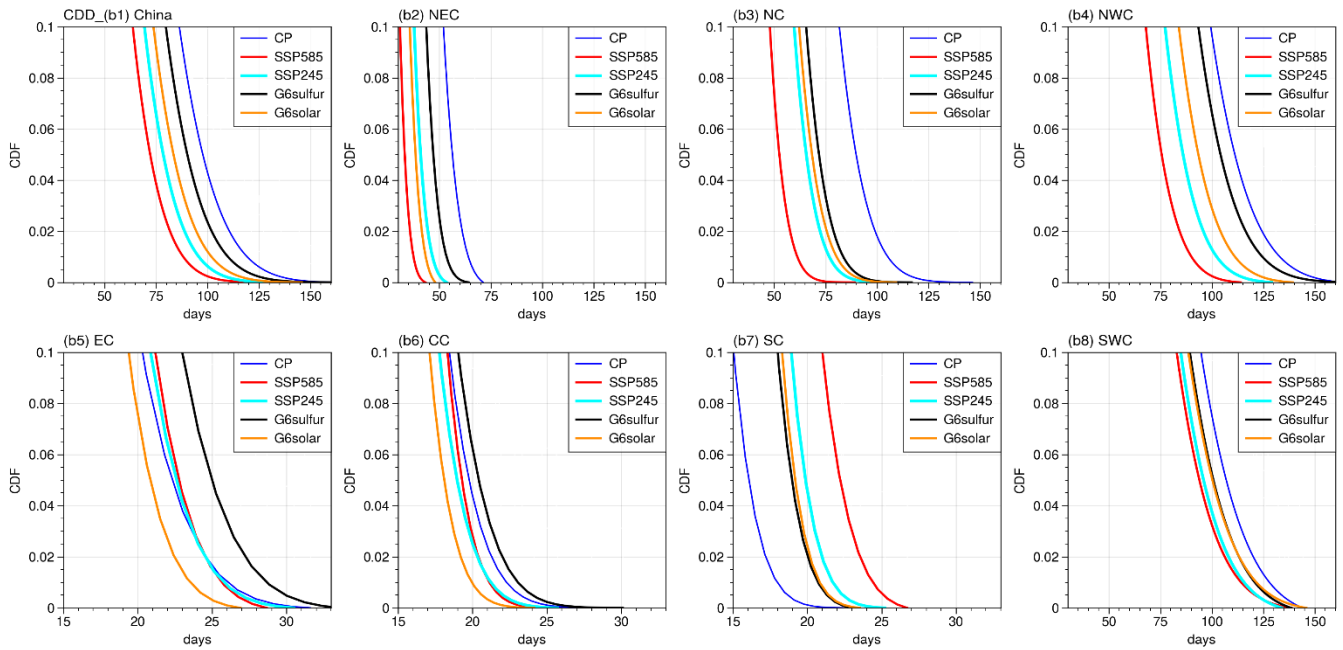 CDD_(b1) China
CDF
0.1
0.08
0.06
0.04
0.02
0
CP
SSP585
SSP245
G6sulfur
G6solar
50 75 100 125 150
days
(b2) NEC
CDF
0.1
0.08
0.06
0.04
0.02
0
CP
SSP585
SSP245
G6sulfur
G6solar
50 75 100 125 150
days
(b3) NC
CDF
0.1
0.08
0.06
0.04
0.02
0
CP
SSP585
SSP245
G6sulfur
G6solar
50 75 100 125 150
days
(b4) NWC
CDF
0.1
0.08
0.06
0.04
0.02
0
CP
SSP585
SSP245
G6sulfur
G6solar
50 75 100 125 150
days
(b5) EC
CDF
0.1
0.08
0.06
0.04
0.02
0
CP
SSP585
SSP245
G6sulfur
G6solar
15 20 25 30
days
(b6) CC
CDF
0.1
0.08
0.06
0.04
0.02
0
CP
SSP585
SSP245
G6sulfur
G6solar
15 20 25 30
days
(b7) SC
CDF
0.1
0.08
0.06
0.04
0.02
0
CP
SSP585
SSP245
G6sulfur
G6solar
15 20 25 30
days
(b8) SWC
CDF
0.1
0.08
0.06
0.04
0.02
0
CP
SSP585
SSP245
G6sulfur
G6solar
50 75 100 125 150
days